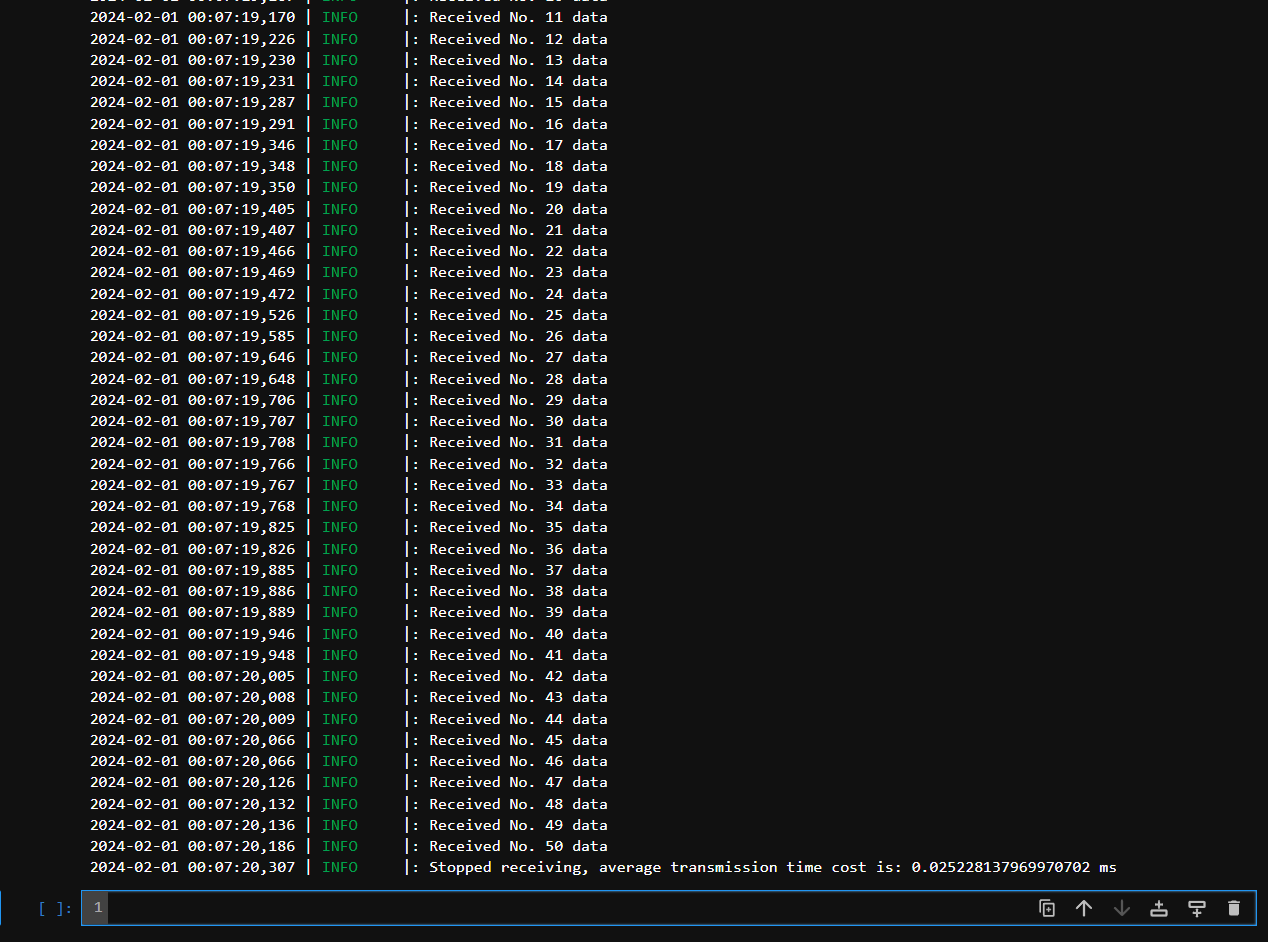 2024-02-01 00:07:19,170 | INFO |: Received No. 11 data
2024-02-01 00:07:19,226 | INFO |: Received No. 12 data
2024-02-01 00:07:19,230 | INFO |: Received No. 13 data
2024-02-01 00:07:19,231 | INFO |: Received No. 14 data
2024-02-01 00:07:19,287 | INFO |: Received No. 15 data
2024-02-01 00:07:19,291 | INFO |: Received No. 16 data
2024-02-01 00:07:19,346 | INFO |: Received No. 17 data
2024-02-01 00:07:19,348 | INFO |: Received No. 18 data
2024-02-01 00:07:19,350 | INFO |: Received No. 19 data
2024-02-01 00:07:19,405 | INFO |: Received No. 20 data
2024-02-01 00:07:19,407 | INFO |: Received No. 21 data
2024-02-01 00:07:19,466 | INFO |: Received No. 22 data
2024-02-01 00:07:19,469 | INFO |: Received No. 23 data
2024-02-01 00:07:19,472 | INFO |: Received No. 24 data
2024-02-01 00:07:19,526 | INFO |: Received No. 25 data
2024-02-01 00:07:19,585 | INFO |: Received No. 26 data
2024-02-01 00:07:19,646 | INFO |: Received No. 27 data
2024-02-01 00:07:19,648 | INFO |: Received No. 28 data
2024-02-01 00:07:19,706 | INFO |: Received No. 29 data
2024-02-01 00:07:19,707 | INFO |: Received No. 30 data
2024-02-01 00:07:19,708 | INFO |: Received No. 31 data
2024-02-01 00:07:19,766 | INFO |: Received No. 32 data
2024-02-01 00:07:19,767 | INFO |: Received No. 33 data
2024-02-01 00:07:19,768 | INFO |: Received No. 34 data
2024-02-01 00:07:19,825 | INFO |: Received No. 35 data
2024-02-01 00:07:19,826 | INFO |: Received No. 36 data
2024-02-01 00:07:19,885 | INFO |: Received No. 37 data
2024-02-01 00:07:19,886 | INFO |: Received No. 38 data
2024-02-01 00:07:19,889 | INFO |: Received No. 39 data
2024-02-01 00:07:19,946 | INFO |: Received No. 40 data
2024-02-01 00:07:19,948 | INFO |: Received No. 41 data
2024-02-01 00:07:20,005 | INFO |: Received No. 42 data
2024-02-01 00:07:20,008 | INFO |: Received No. 43 data
2024-02-01 00:07:20,009 | INFO |: Received No. 44 data
2024-02-01 00:07:20,066 | INFO |: Received No. 45 data
2024-02-01 00:07:20,066 | INFO |: Received No. 46 data
2024-02-01 00:07:20,126 | INFO |: Received No. 47 data
2024-02-01 00:07:20,132 | INFO |: Received No. 48 data
2024-02-01 00:07:20,136 | INFO |: Received No. 49 data
2024-02-01 00:07:20,186 | INFO |: Received No. 50 data
2024-02-01 00:07:20,307 | INFO |: Stopped receiving, average transmission time cost is: 0.025228137969970702 ms
[ ]: 1